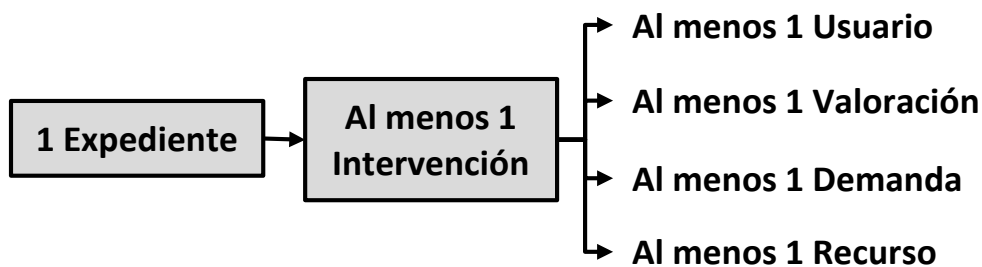 1 Expediente
Al menos 1
Intervención
Al menos 1 Usuario
Al menos 1 Valoración
Al menos 1 Demanda
Al menos 1 Recurso